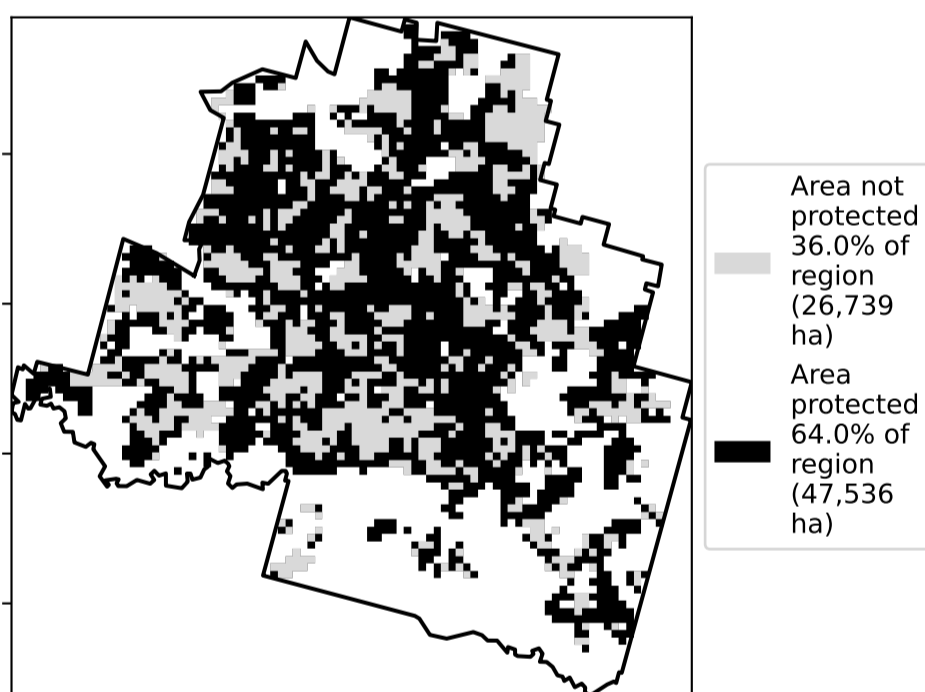 Area not
protected
36.0% of
region
(26,739
ha)
Area
protected
64.0% of
region
(47,536
ha)